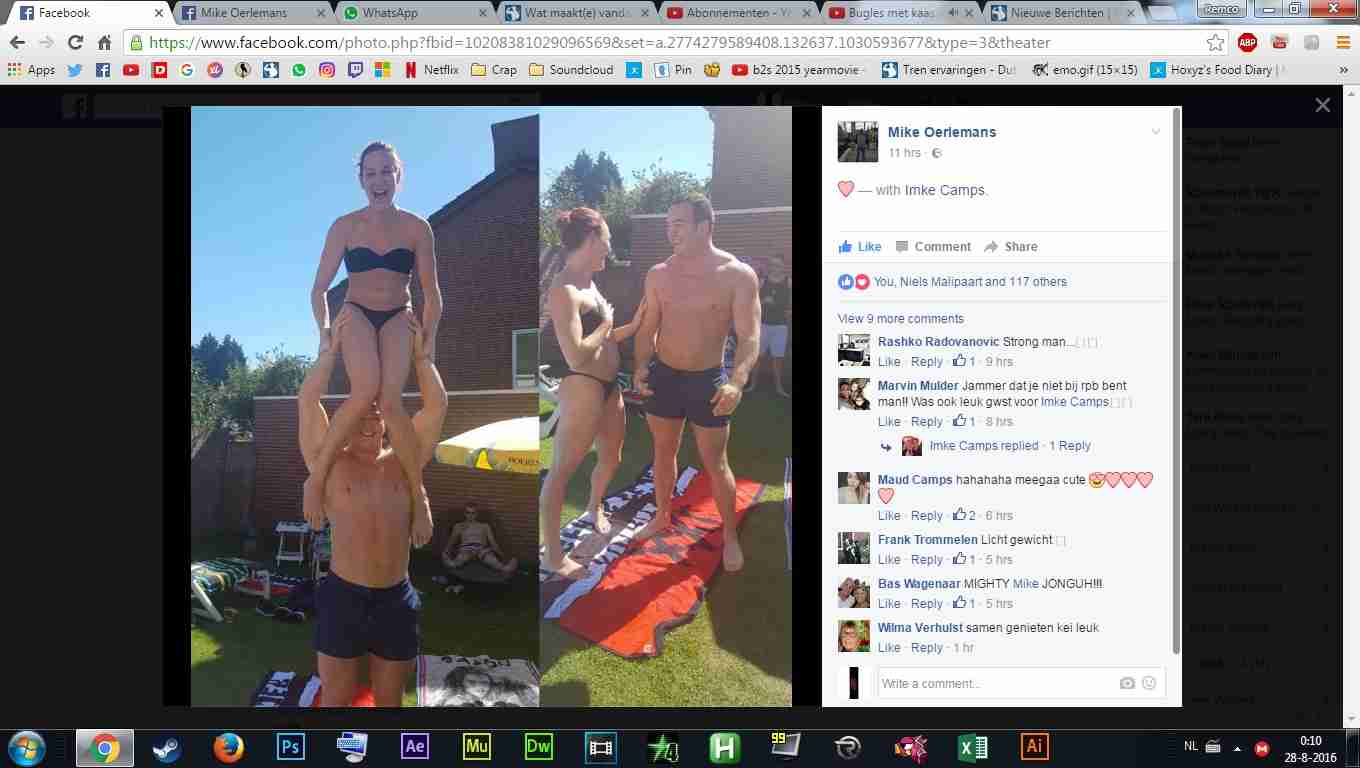 Facebook
Mike Oerlemans
WhatsApp
Wat maakt(e) vand
Abonnementen - Y
Bugles met kaas
Nieuwe Berichten |
Remco
https://www.facebook.com/photo.php?fbid=10208381029096569&set=a.2774279589408.132637.1030593677&type=3&theater
ABP
Apps
Netflix
Crap
Soundcloud
Pin
b2s 2015 yearmovie -
Tren ervaringen - Dut
emo.gif (15×15)
Hoxyz's Food Diary |
»
Mike Oerlemans
11 hrs ·
— with Imke Camps.
Like Comment Share
You, Niels Malipaart and 117 others
View 9 more comments
Rashko Radovanovic Strong man...
Like · Reply · 1 · 9 hrs
Marvin Mulder Jammer dat je niet bij rpb bent
man!! Was ook leuk gwst voor Imke Camps
Like · Reply · 1 · 8 hrs
Imke Camps replied · 1 Reply
Maud Camps hahahaha meegaa cute
Like · Reply · 2 · 6 hrs
Frank Trommelen Licht gewicht
Like · Reply · 1 · 5 hrs
Bas Wagenaar MIGHTY Mike JONGUH!!!
Like · Reply · 1 · 5 hrs
Wilma Verhulst samen genieten kei leuk
Like · Reply · 1 hr
Write a comment...
Ps
Ae
Mu
Dw
H
99
Ai
NL
0:10
28-8-2016